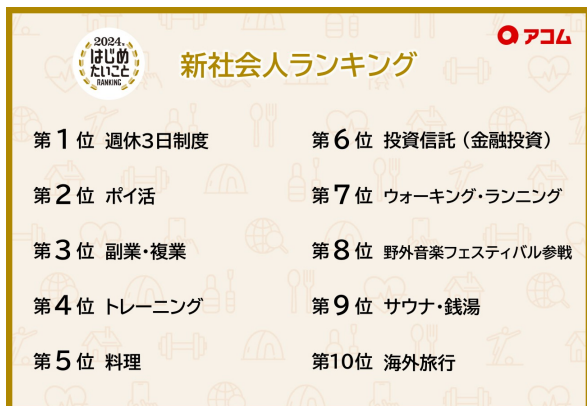 2024年
はじめ
たいこと
RANKING
新社会人ランキング
アコム
第1位 週休3日制度
第2位 ポイ活
第3位 副業・複業
第4位 トレーニング
第5位 料理
第6位 投資信託（金融投資）
第7位 ウォーキング・ランニング
第8位 野外音楽フェスティバル参戦
第9位 サウナ・銭湯
第10位 海外旅行